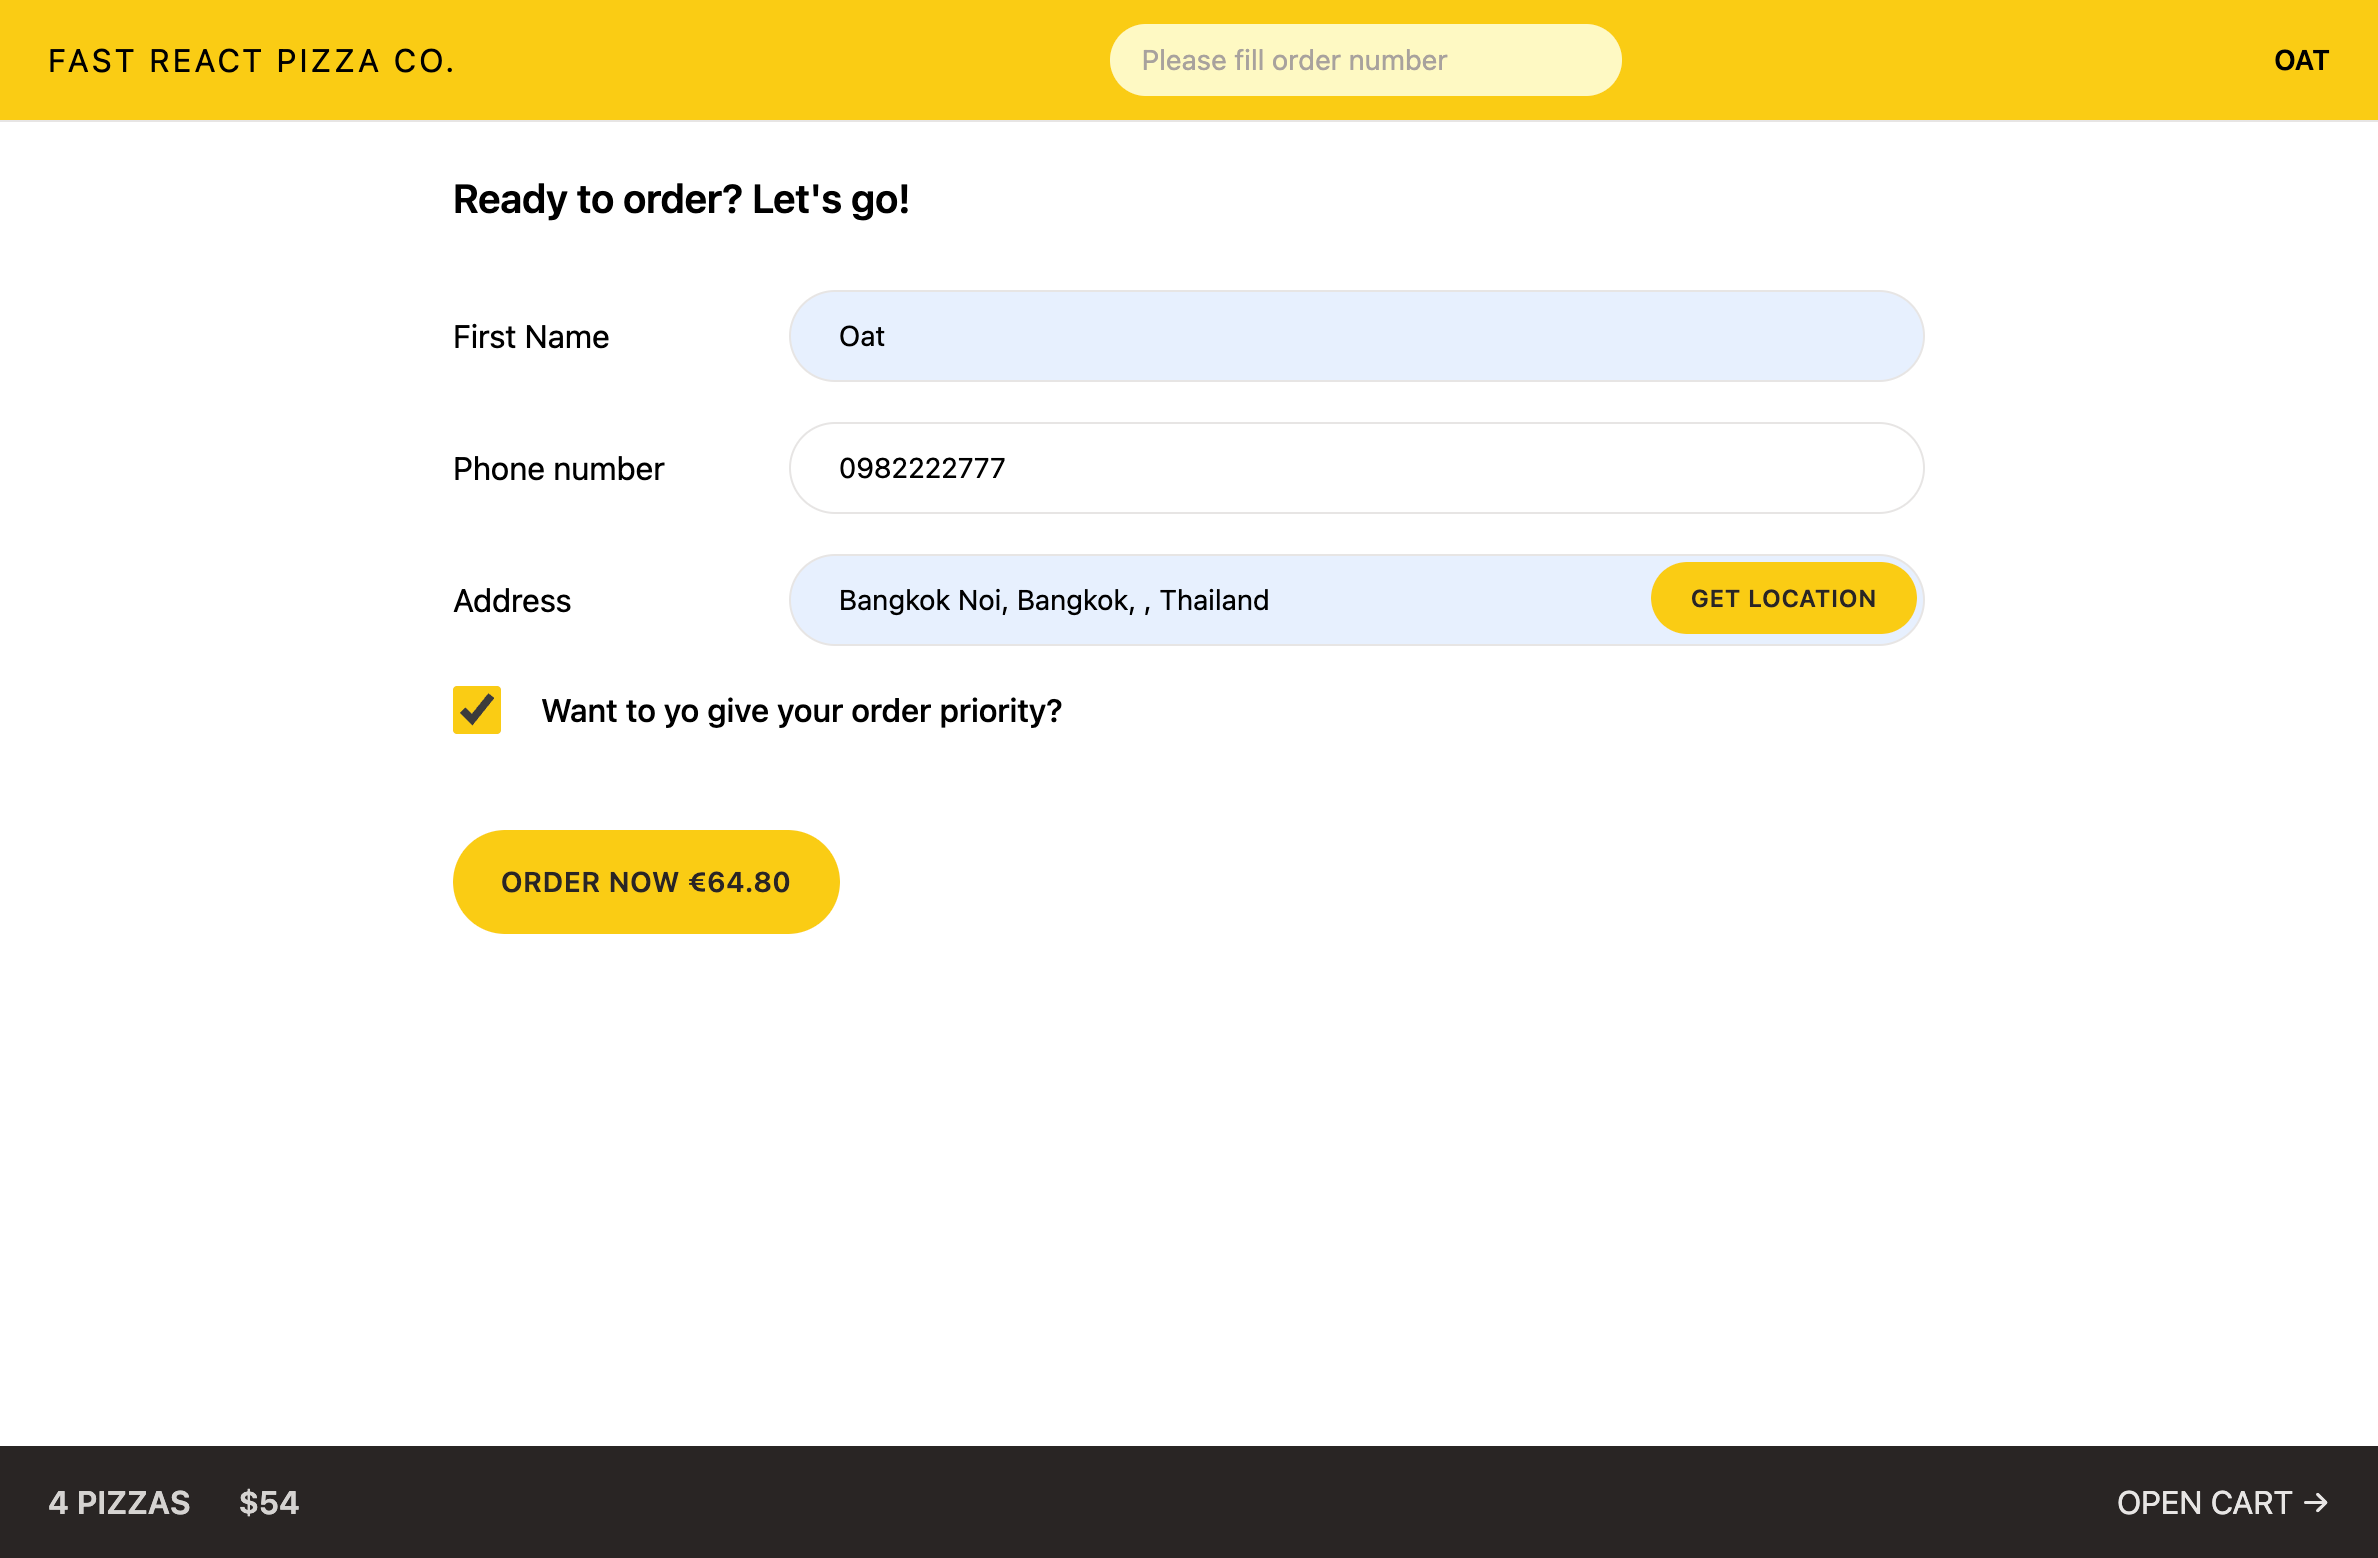 FAST REACT PIZZA CO.
Please fill order number
OAT
Ready to order? Let's go!
First Name
Oat
Phone number
0982222777
Address
Bangkok Noi, Bangkok, , Thailand
GET LOCATION
Want to yo give your order priority?
ORDER NOW €64.80
4 PIZZAS $54
OPEN CART →